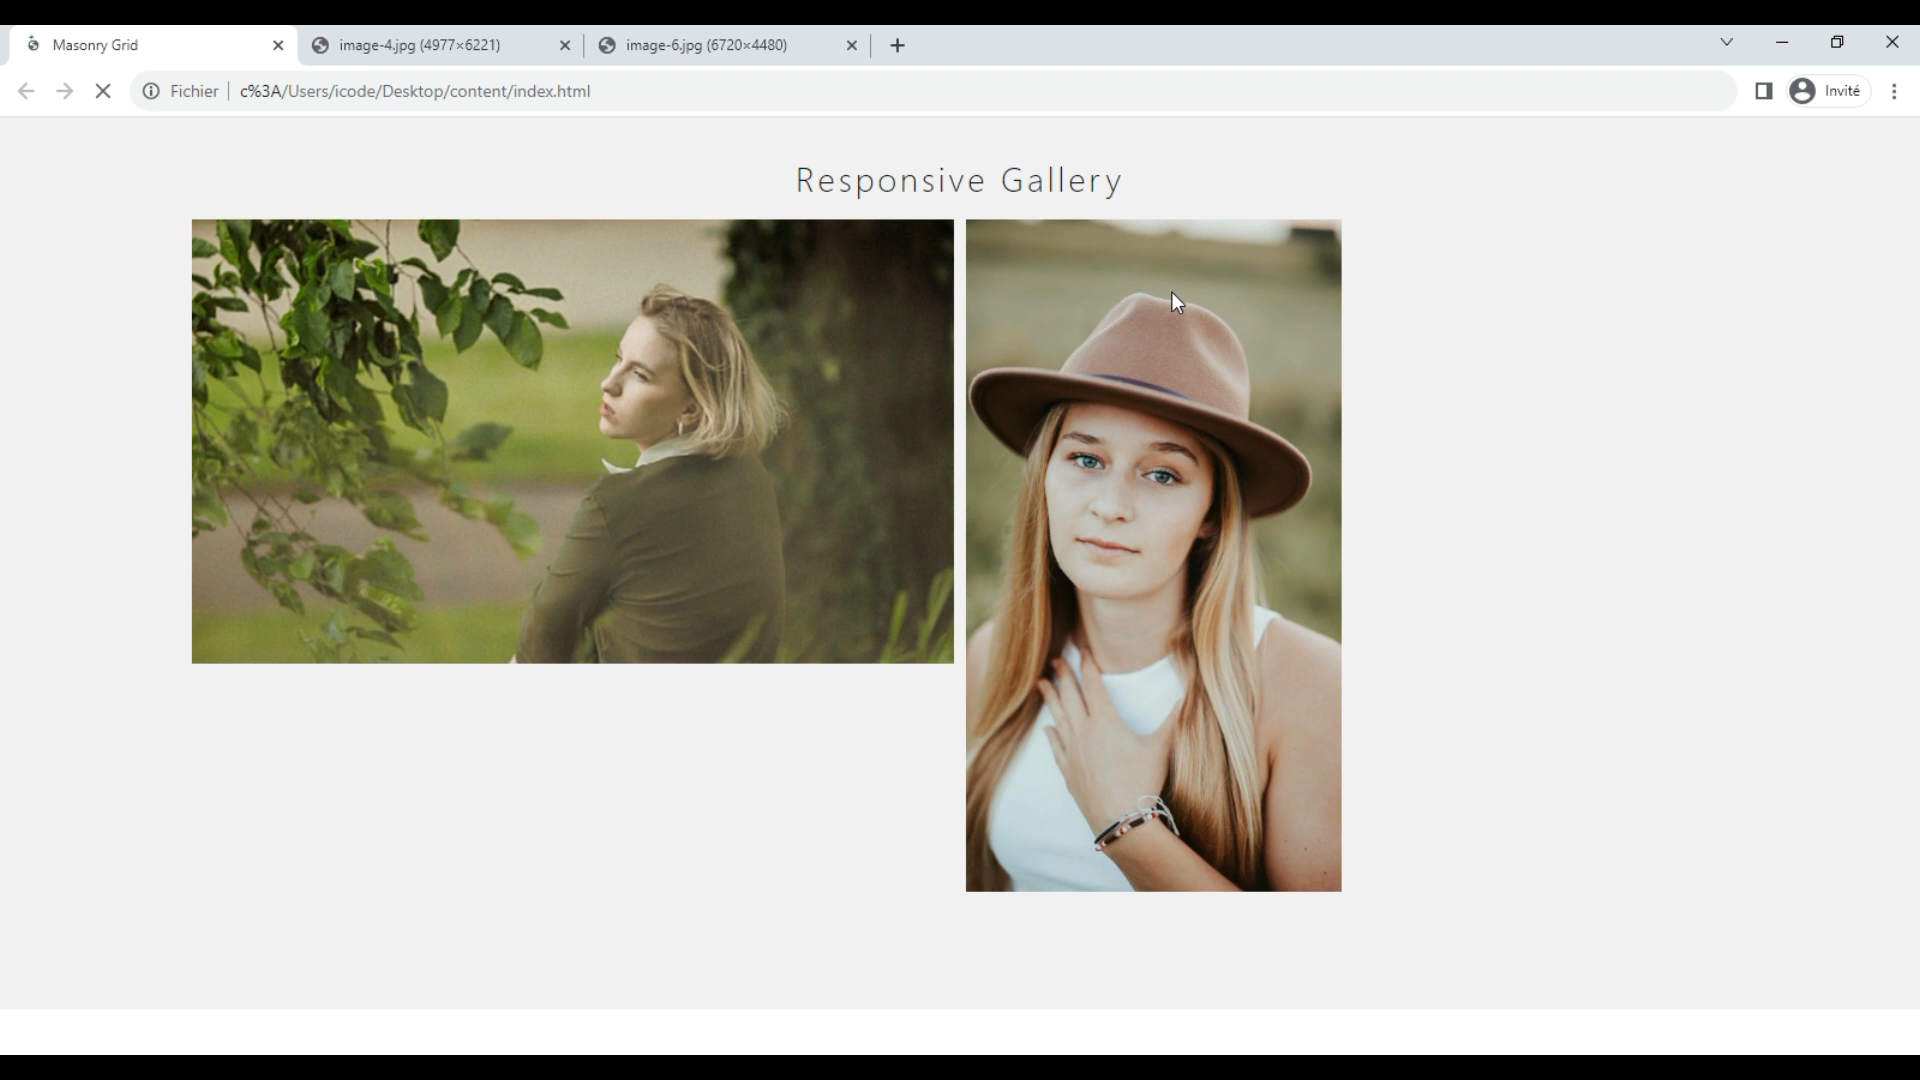 Masonry Grid
image-4.jpg (4977×6221)
image-6.jpg (6720×4480)
Fichier
c%3A/Users/icode/Desktop/content/index.html
Invité
Responsive Gallery